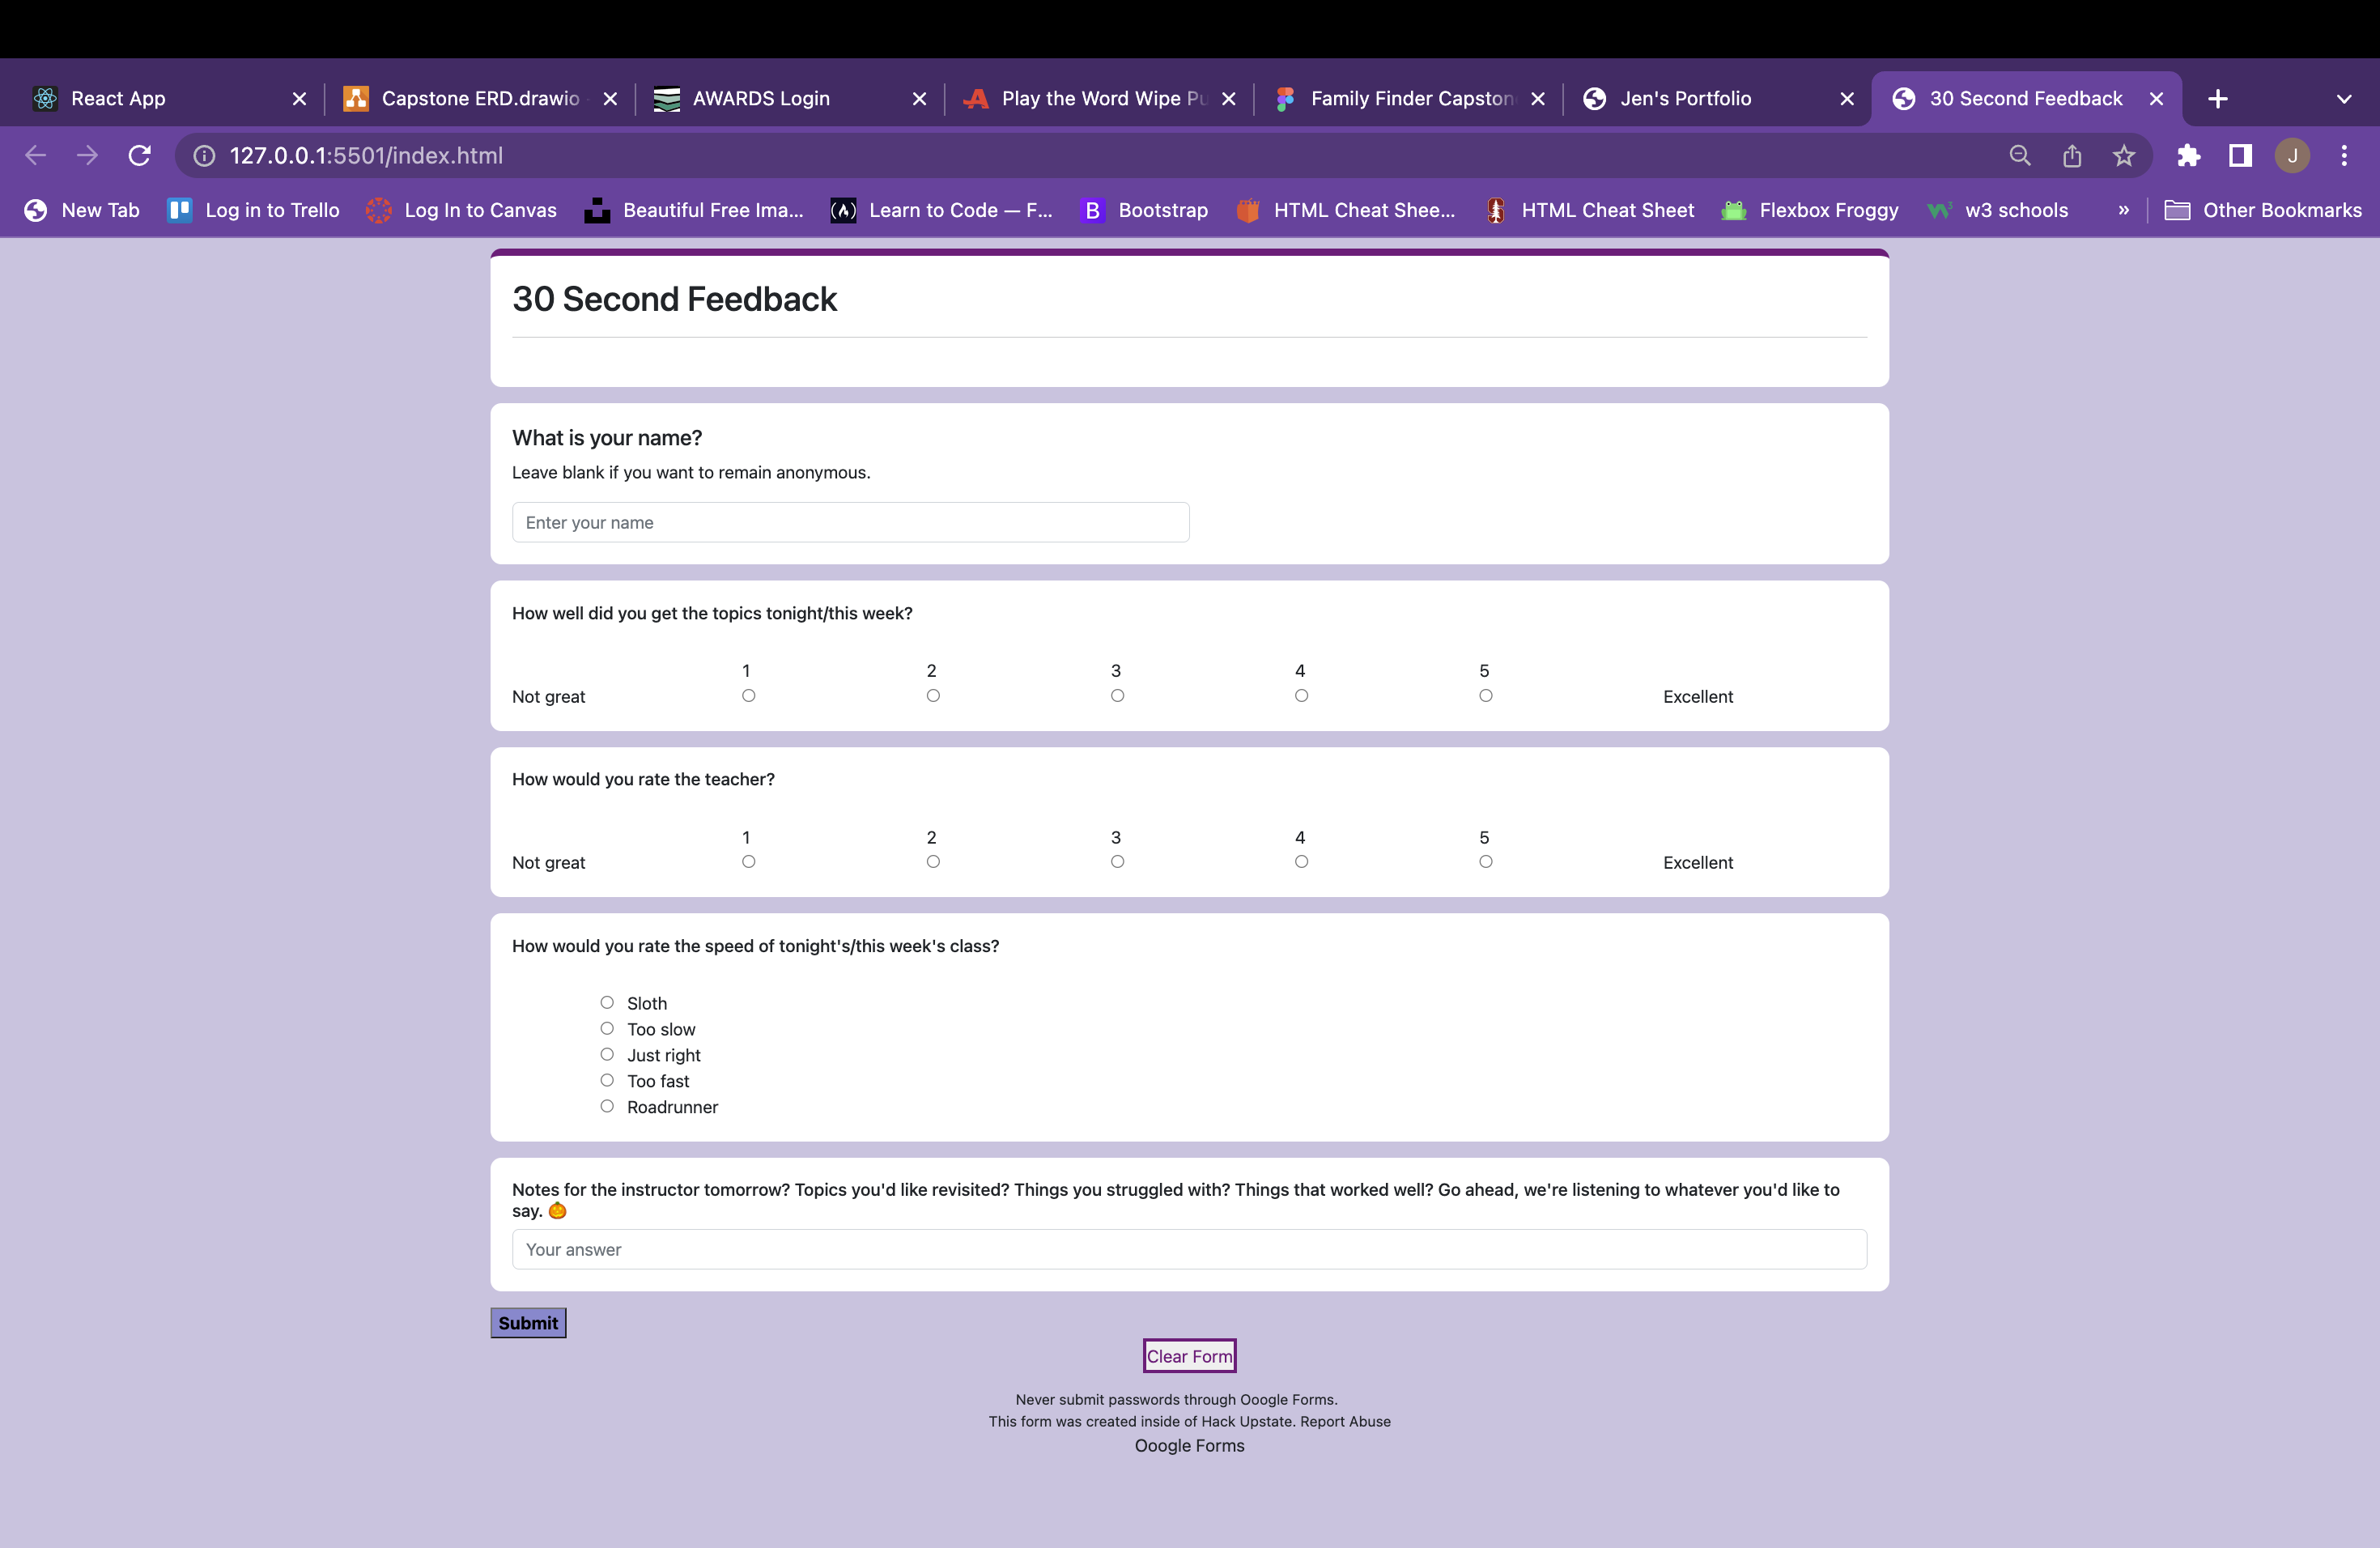 React App
Capstone ERD.drawio
AWARDS Login
Play the Word Wipe Pu
Family Finder Capston
Jen's Portfolio
30 Second Feedback
127.0.0.1:5501/index.html
J
New Tab
Log in to Trello
Log In to Canvas
Beautiful Free Ima...
Learn to Code — F...
B Bootstrap
HTML Cheat Shee...
HTML Cheat Sheet
Flexbox Froggy
w3 schools
»
Other Bookmarks
30 Second Feedback
What is your name?
Leave blank if you want to remain anonymous.
Enter your name
How well did you get the topics tonight/this week?
1 2 3 4 5
Not great Excellent
How would you rate the teacher?
1 2 3 4 5
Not great Excellent
How would you rate the speed of tonight's/this week's class?
Sloth
Too slow
Just right
Too fast
Roadrunner
Notes for the instructor tomorrow? Topics you'd like revisited? Things you struggled with? Things that worked well? Go ahead, we're listening to whatever you'd like to
say. 🎃
Your answer
Submit
Clear Form
Never submit passwords through Ooogle Forms.
This form was created inside of Hack Upstate. Report Abuse
Ooogle Forms